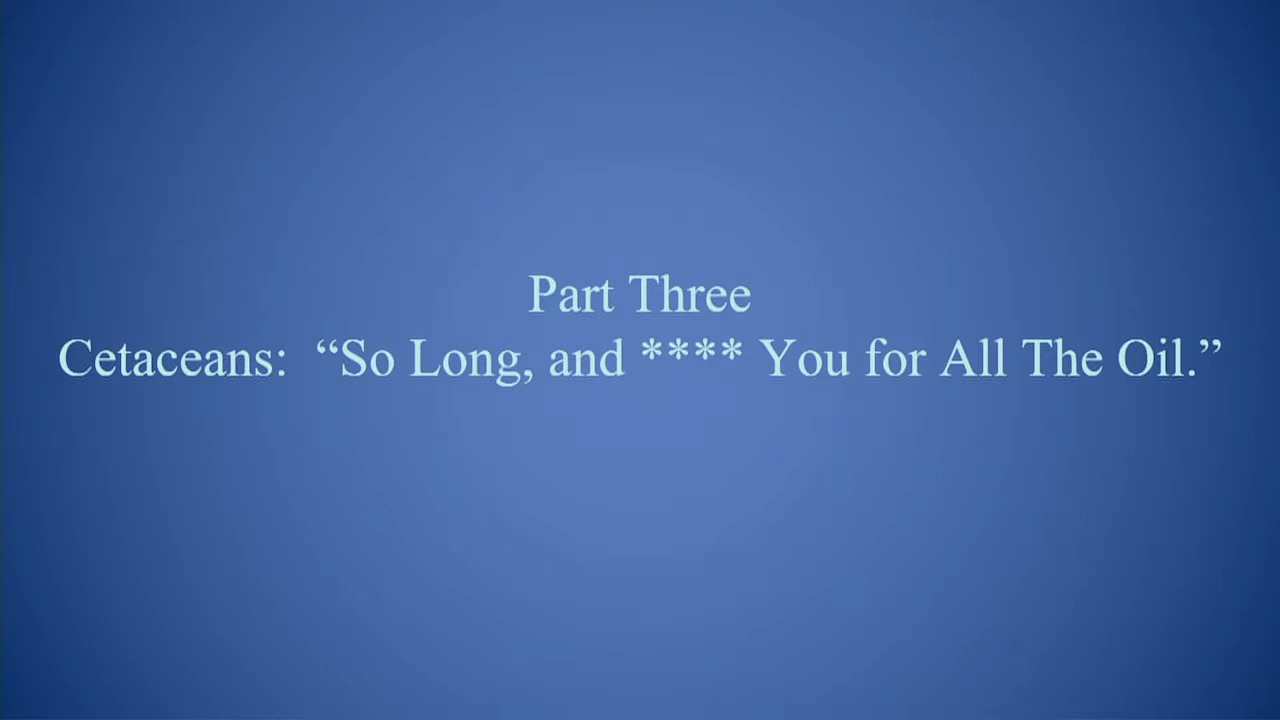 Part Three
Cetaceans:  “So Long, and **** You for All The Oil.”